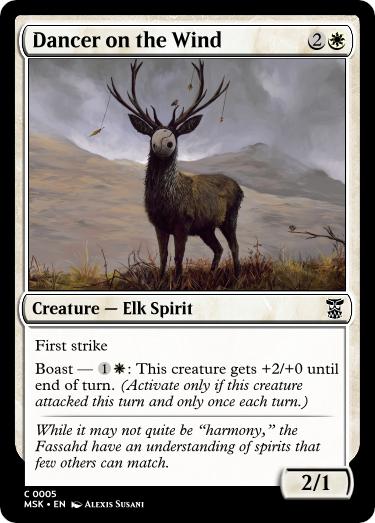 Dancer on the Wind 2
Creature — Elk Spirit
First strike
Boast — 1: This creature gets +2/+0 until
end of turn. (Activate only if this creature
attacked this turn and only once each turn.)
While it may not quite be “harmony,” the
Fassahd have an understanding of spirits that
few others can match.
2/1
C 0005
MSK • EN Alexis Susani